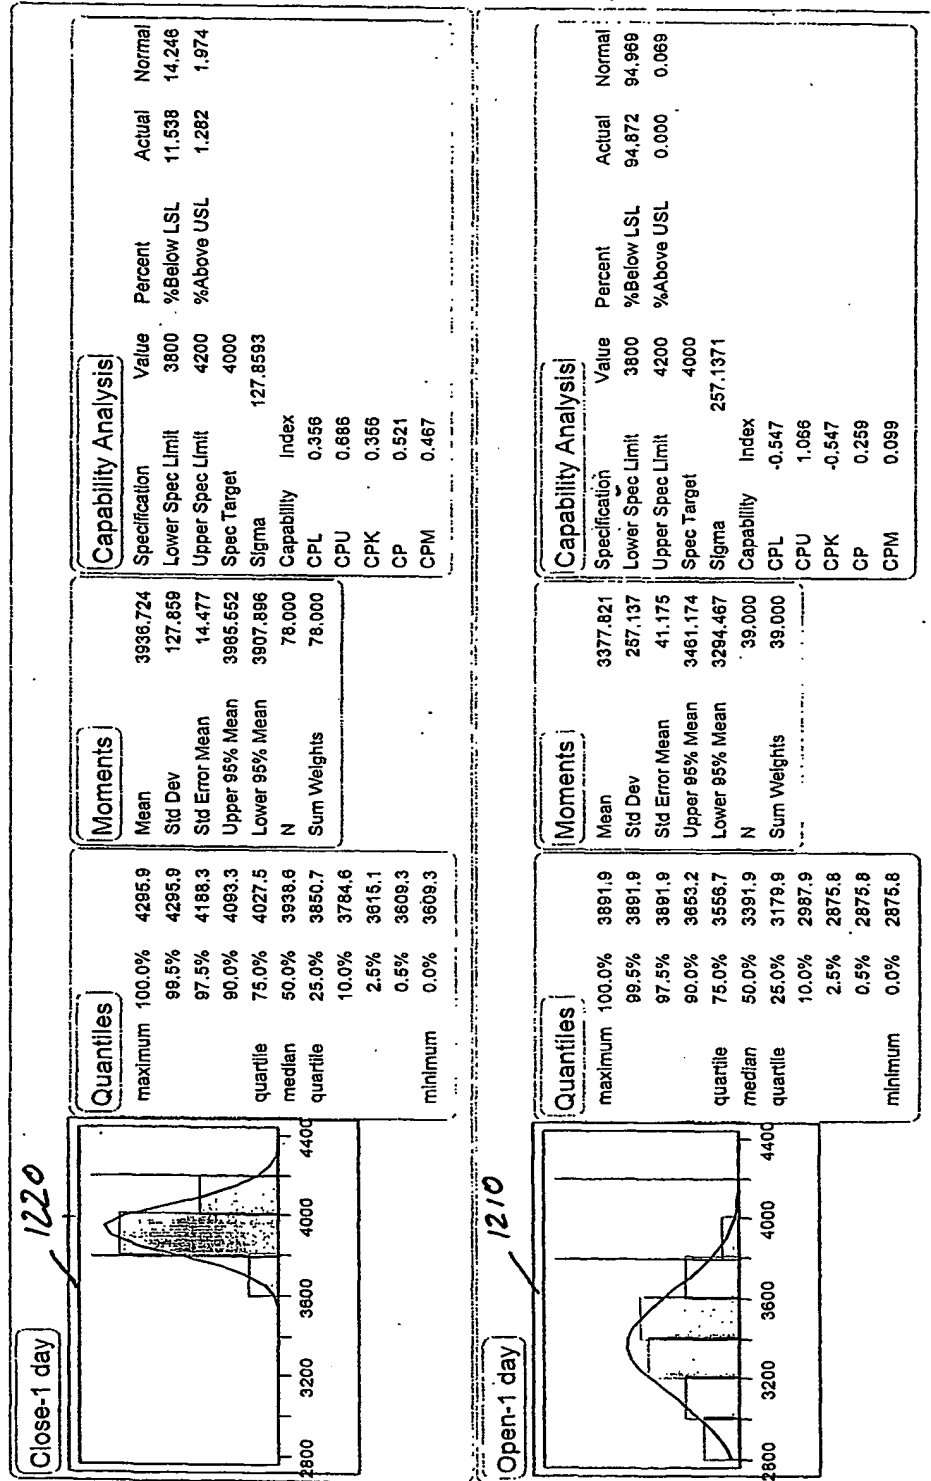 Close-1 day
1220
2800 3200 3600 4000 4400
Quantiles
maximum 100.0% 4295.9
99.5% 4295.9
97.5% 4188.3
90.0% 4093.3
quartile 75.0% 4027.5
median 50.0% 3938.6
quartile 25.0% 3850.7
10.0% 3784.6
2.5% 3615.1
0.5% 3609.3
minimum 0.0% 3609.3
Moments
Mean 3936.724
Std Dev 127.859
Std Error Mean 14.477
Upper 95% Mean 3965.552
Lower 95% Mean 3907.896
N 78.000
Sum Weights 78.000
Capability Analysis
Specification Value Percent Actual Normal
Lower Spec Limit 3800 %Below LSL 11.538 14.246
Upper Spec Limit 4200 %Above USL 1.282 1.974
Spec Target 4000
Sigma 127.8593
Capability Index
CPL 0.356
CPU 0.686
CPK 0.356
CP 0.521
CPM 0.467
Open-1 day
1210
2800 3200 3600 4000 4400
Quantiles
maximum 100.0% 3891.9
99.5% 3891.9
97.5% 3891.9
90.0% 3653.2
quartile 75.0% 3556.7
median 50.0% 3391.9
quartile 25.0% 3179.9
10.0% 2987.9
2.5% 2875.8
0.5% 2875.8
minimum 0.0% 2875.8
Moments
Mean 3377.821
Std Dev 257.137
Std Error Mean 41.175
Upper 95% Mean 3461.174
Lower 95% Mean 3294.467
N 39.000
Sum Weights 39.000
Capability Analysis
Specification Value Percent Actual Normal
Lower Spec Limit 3800 %Below LSL 94.872 94.969
Upper Spec Limit 4200 %Above USL 0.000 0.069
Spec Target 4000
Sigma 257.1371
Capability Index
CPL -0.547
CPU 1.066
CPK -0.547
CP 0.259
CPM 0.099